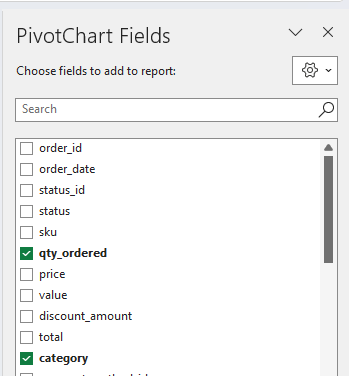 PivotChart Fields
Choose fields to add to report:
Search
order_id
order_date
status_id
status
sku
qty_ordered
price
value
discount_amount
total
category